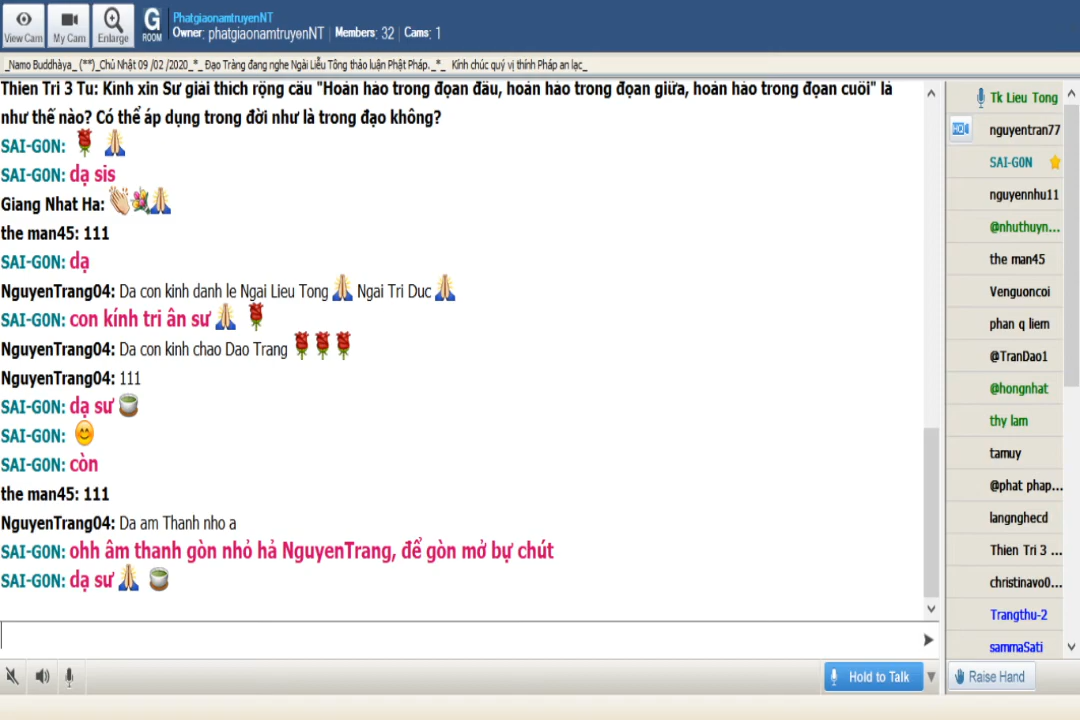 PhatgiaonamtruyenNT
Owner: phatgiaonamtruyenNT | Members: 32 | Cams: 1
View Cam
My Cam
Enlarge
G ROOM
_Namo Buddhàya_ (**)_Chủ Nhật 09 /02 /2020_*_ Đạo Tràng đang nghe Ngài Liễu Tông thảo luận Phật Pháp._*_ Kính chúc quý vị thính Pháp an lạc_
Thien Tri 3 Tu: Kính xin Sư giải thích rộng câu "Hoàn hảo trong đoạn đầu, hoàn hảo trong đoạn giữa, hoàn hảo trong đoạn cuối" là
như thế nào? Có thể áp dụng trong đời như là trong đạo không?
SAI-GON:
SAI-GON: dạ sis
Giang Nhat Ha:
the man45: 111
SAI-GON: dạ
NguyenTrang04: Da con kinh danh le Ngai Lieu Tong Ngai Tri Duc
SAI-GON: con kính tri ân sư
NguyenTrang04: Da con kinh chao Dao Trang
NguyenTrang04: 111
SAI-GON: dạ sư
SAI-GON:
SAI-GON: còn
the man45: 111
NguyenTrang04: Da am Thanh nho a
SAI-GON: ohh âm thanh gòn nhỏ hả NguyenTrang, để gòn mở bự chút
SAI-GON: dạ sư
Hold to Talk
Tk Lieu Tong
HD
nguyentran77
SAI-GON
nguyennhu11
@nhuthuyn...
the man45
Venguoncoi
phan q liem
@TranDao1
@hongnhat
thy lam
tamuy
@phat phap...
langnghecd
Thien Tri 3 ...
christinavo0...
Trangthu-2
sammaSati
Raise Hand